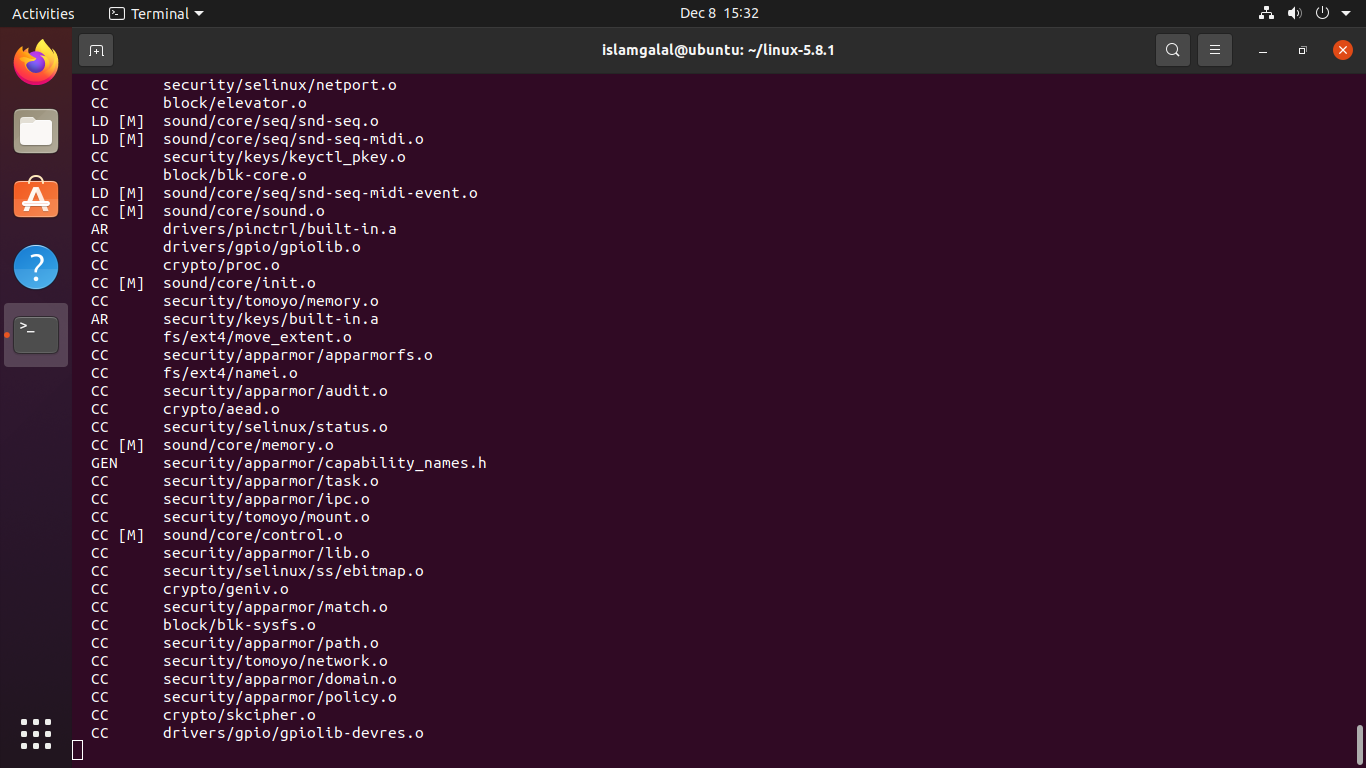 Activities Terminal Dec 8 15:32
islamgalal@ubuntu: ~/linux-5.8.1
CC security/selinux/netport.o
CC block/elevator.o
LD [M] sound/core/seq/snd-seq.o
LD [M] sound/core/seq/snd-seq-midi.o
CC security/keys/keyctl_pkey.o
CC block/blk-core.o
LD [M] sound/core/seq/snd-seq-midi-event.o
CC [M] sound/core/sound.o
AR drivers/pinctrl/built-in.a
CC drivers/gpio/gpiolib.o
CC crypto/proc.o
CC [M] sound/core/init.o
CC security/tomoyo/memory.o
AR security/keys/built-in.a
CC fs/ext4/move_extent.o
CC security/apparmor/apparmorfs.o
CC fs/ext4/namei.o
CC security/apparmor/audit.o
CC crypto/aead.o
CC security/selinux/status.o
CC [M] sound/core/memory.o
GEN security/apparmor/capability_names.h
CC security/apparmor/task.o
CC security/apparmor/ipc.o
CC security/tomoyo/mount.o
CC [M] sound/core/control.o
CC security/apparmor/lib.o
CC security/selinux/ss/ebitmap.o
CC crypto/geniv.o
CC security/apparmor/match.o
CC block/blk-sysfs.o
CC security/apparmor/path.o
CC security/tomoyo/network.o
CC security/apparmor/domain.o
CC security/apparmor/policy.o
CC crypto/skcipher.o
CC drivers/gpio/gpiolib-devres.o